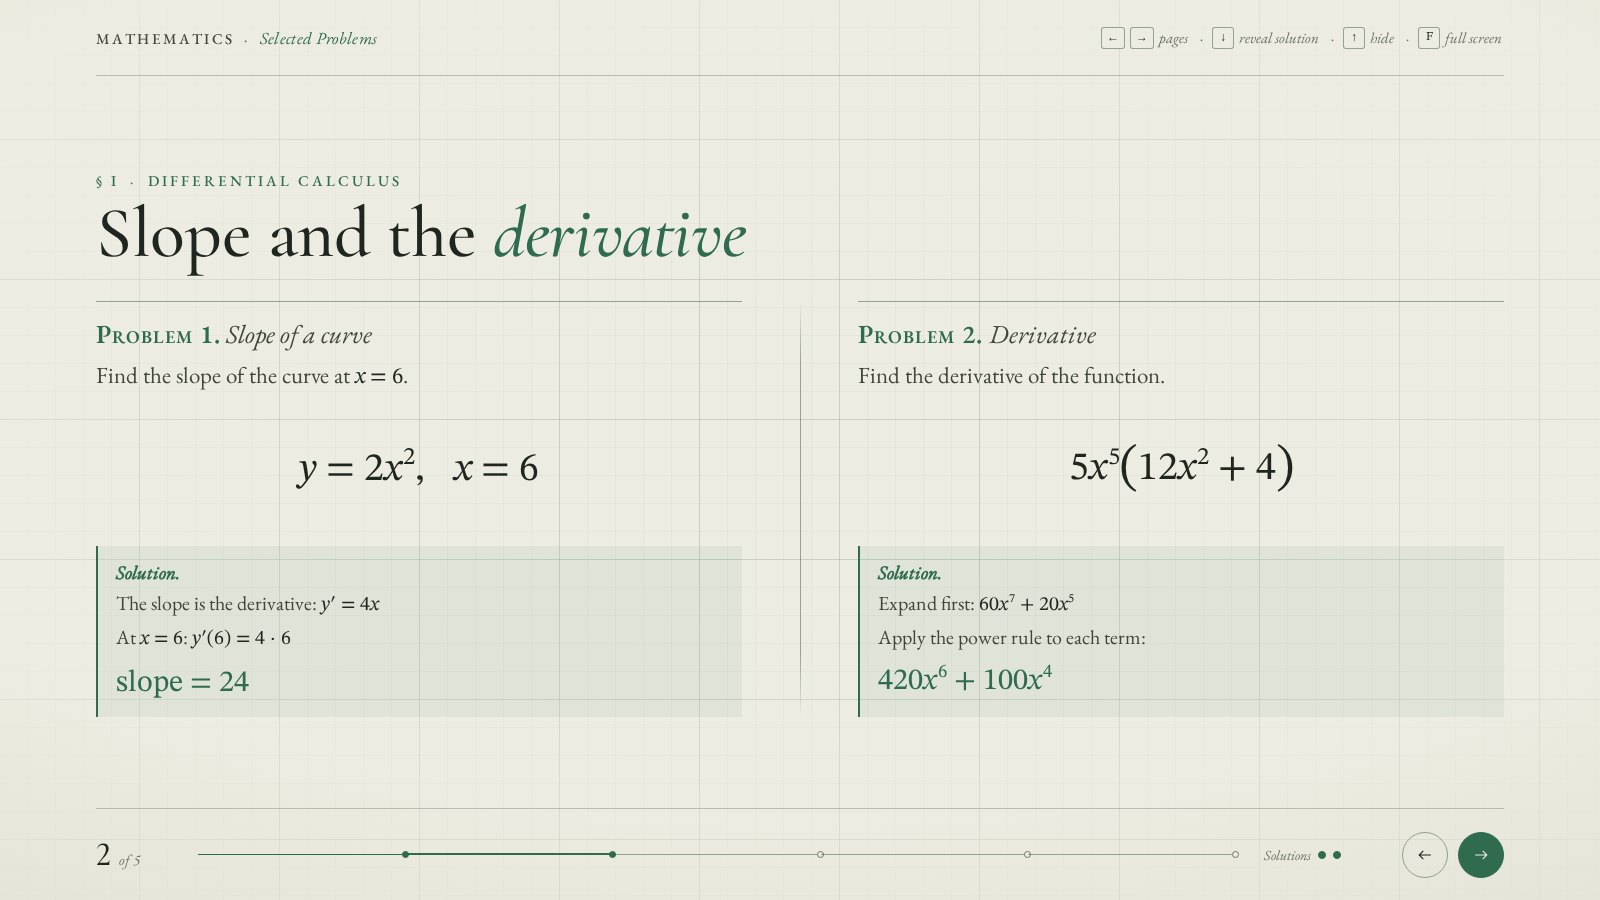 MATHEMATICS · Selected Problems
← → pages · ↓ reveal solution · ↑ hide · F full screen
§ I · DIFFERENTIAL CALCULUS
Slope and the derivative
PROBLEM 1. Slope of a curve
Find the slope of the curve at x = 6.
y = 2x², x = 6
Solution.
The slope is the derivative: y′ = 4x
At x = 6: y′(6) = 4 · 6
slope = 24
PROBLEM 2. Derivative
Find the derivative of the function.
5x⁵(12x² + 4)
Solution.
Expand first: 60x⁷ + 20x⁵
Apply the power rule to each term:
420x⁶ + 100x⁴
2 of 5
Solutions
← →